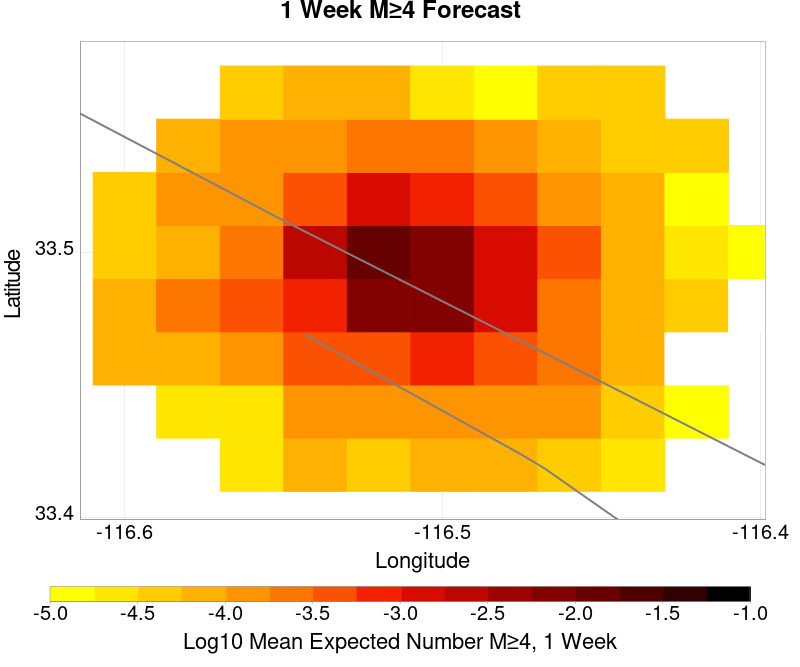 1 Week M≥4 Forecast
Latitude
33.5
33.4
-116.6 -116.5 -116.4
Longitude
-5.0 -4.5 -4.0 -3.5 -3.0 -2.5 -2.0 -1.5 -1.0
Log10 Mean Expected Number M≥4, 1 Week